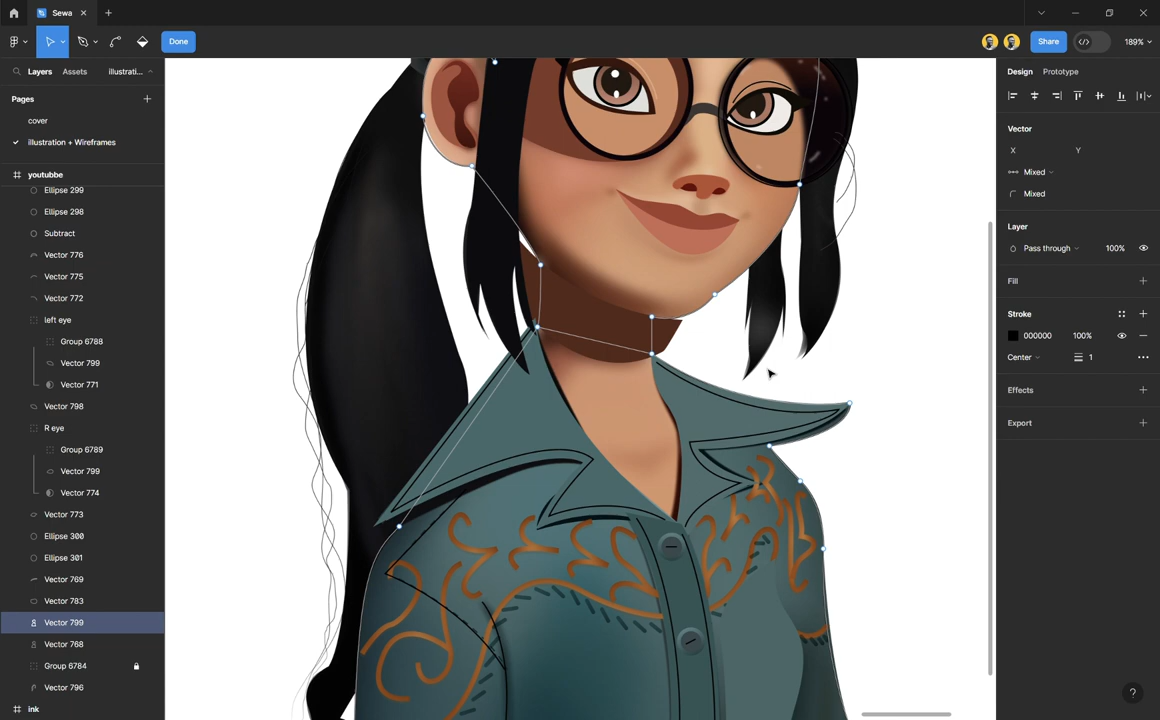 Sewa
Done
Share
189%
Layers
Assets
illustrati...
Design
Prototype
Pages
cover
illustration + Wireframes
youtubbe
Ellipse 299
Ellipse 298
Subtract
Vector 776
Vector 775
Vector 772
left eye
Group 6788
Vector 799
Vector 771
Vector 798
R eye
Group 6789
Vector 799
Vector 774
Vector 773
Ellipse 300
Ellipse 301
Vector 769
Vector 783
Vector 799
Vector 768
Group 6784
Vector 796
ink
Vector
X
Y
Mixed
Mixed
Layer
Pass through
100%
Fill
Stroke
000000
100%
Center
1
Effects
Export
?